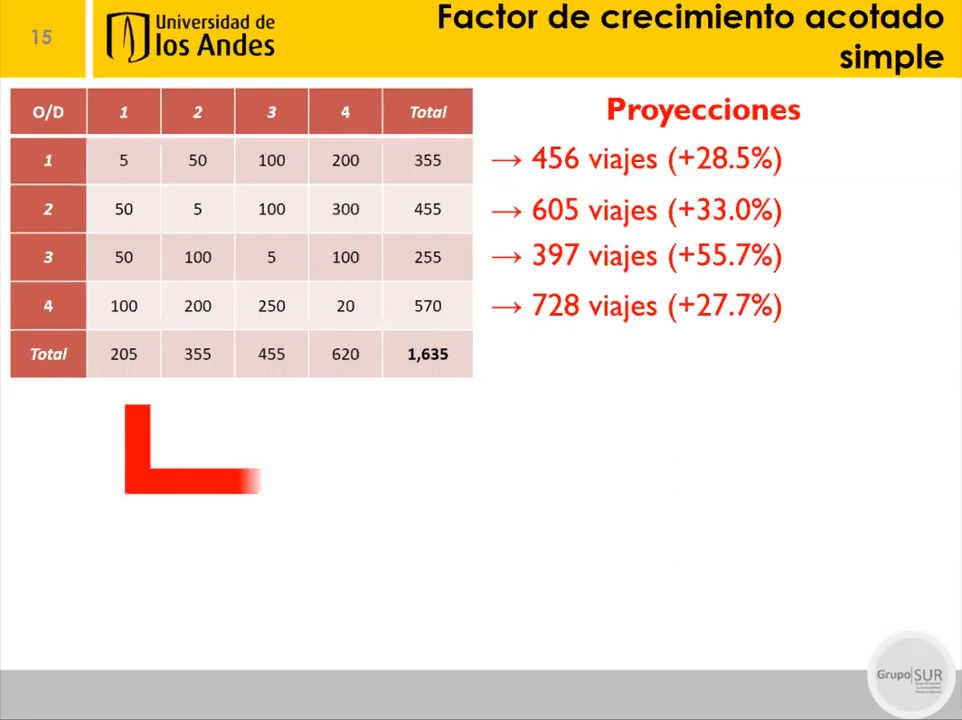 15
Universidad de
los Andes
Factor de crecimiento acotado
simple
O/D 1 2 3 4 Total
1 5 50 100 200 355
2 50 5 100 300 455
3 50 100 5 100 255
4 100 200 250 20 570
Total 205 355 455 620 1,635
Proyecciones
→ 456 viajes (+28.5%)
→ 605 viajes (+33.0%)
→ 397 viajes (+55.7%)
→ 728 viajes (+27.7%)
Grupo SUR